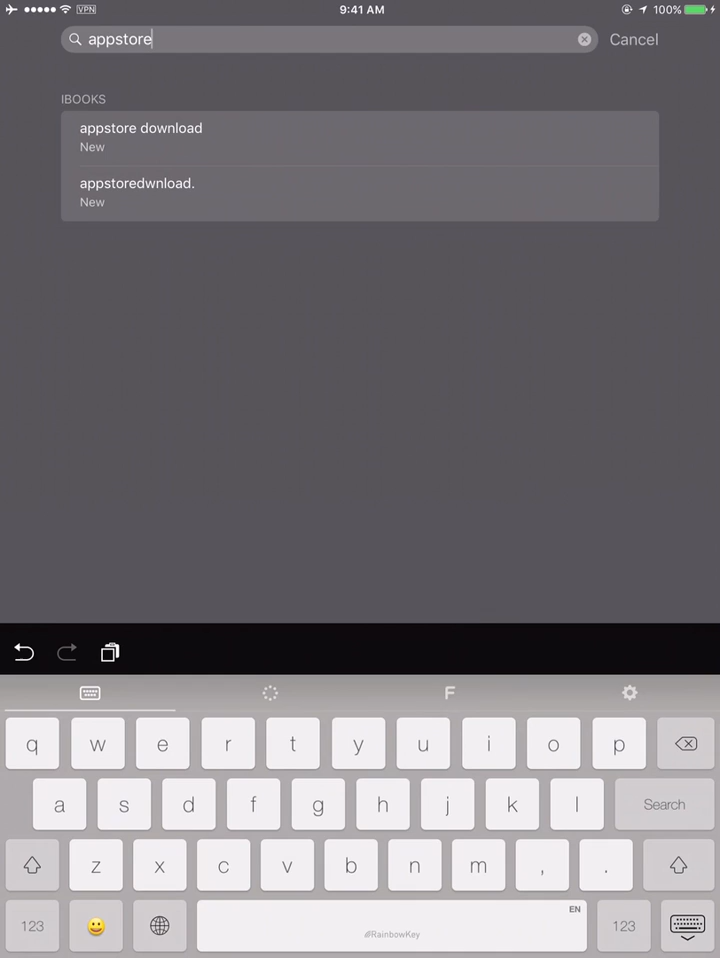 VPN 9:41 AM 100%
appstore Cancel
IBOOKS
appstore download
New
appstoredwnload.
New
F
q w e r t y u i o p
a s d f g h j k l Search
z x c v b n m , .
123 EN 123
#RainbowKey